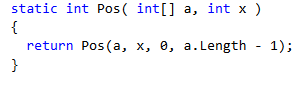 static int Pos( int[] a, int x )
{
  return Pos(a, x, 0, a.Length - 1);
}